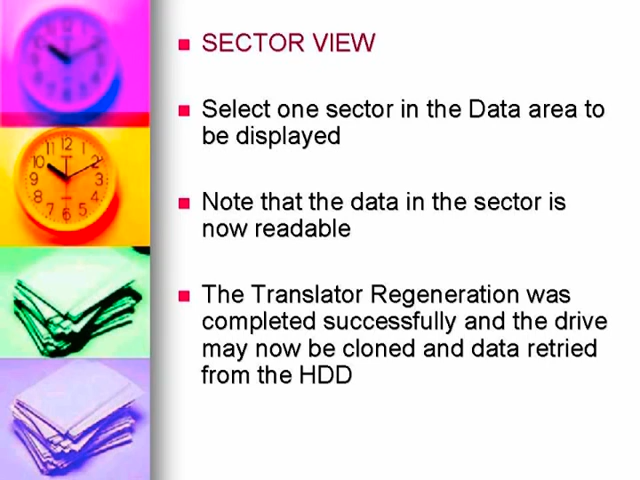 SECTOR VIEW
Select one sector in the Data area to
be displayed
Note that the data in the sector is
now readable
The Translator Regeneration was
completed successfully and the drive
may now be cloned and data retried
from the HDD